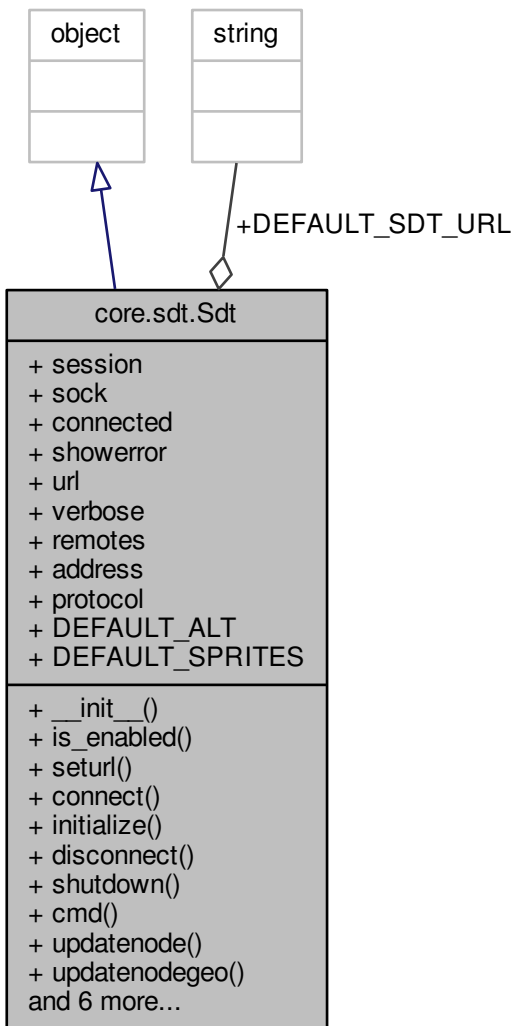 object
string
+DEFAULT_SDT_URL
core.sdt.Sdt
+ session
+ sock
+ connected
+ showerror
+ url
+ verbose
+ remotes
+ address
+ protocol
+ DEFAULT_ALT
+ DEFAULT_SPRITES
+ __init__()
+ is_enabled()
+ seturl()
+ connect()
+ initialize()
+ disconnect()
+ shutdown()
+ cmd()
+ updatenode()
+ updatenodegeo()
and 6 more...